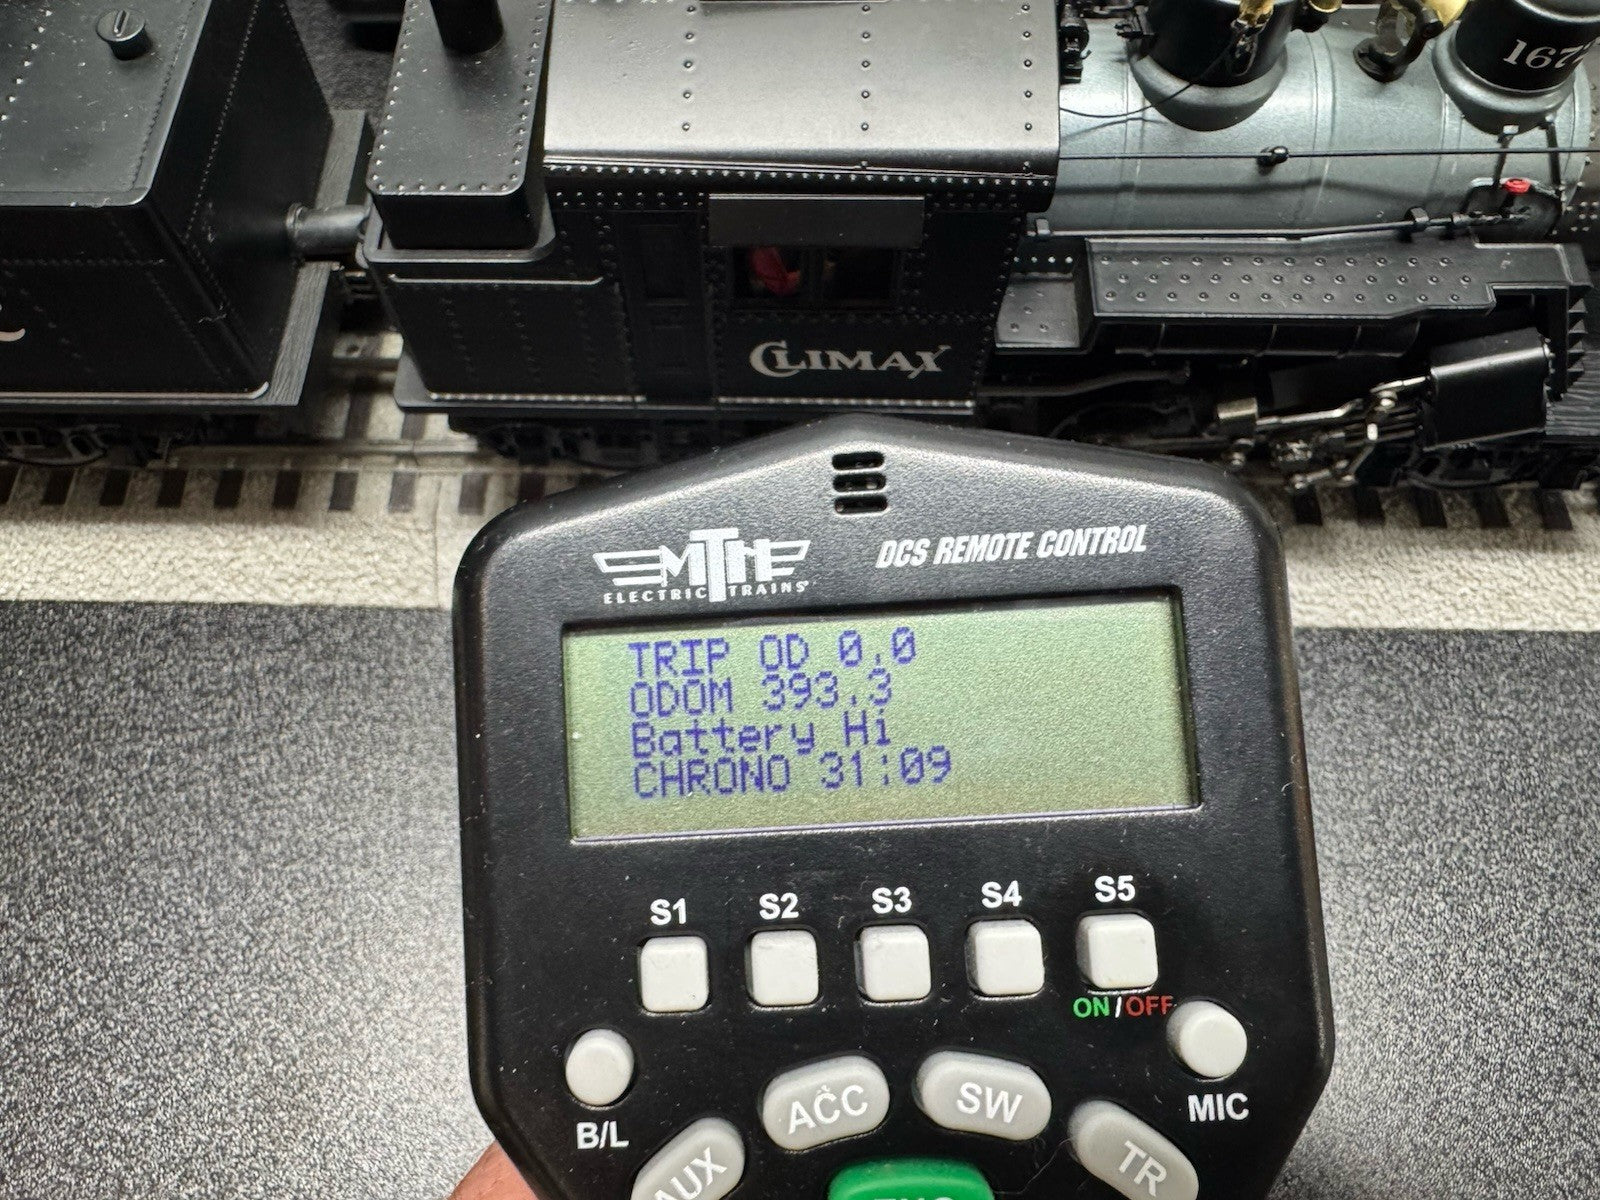 CLIMAX
MTH
ELECTRIC TRAINS
DCS REMOTE CONTROL
TRIP OD 0.0
ODOM 393.3
Battery Hi
CHRONO 31:09
S1 S2 S3 S4 S5
ON/OFF
B/L
AUX
ACC
SW
TR
MIC